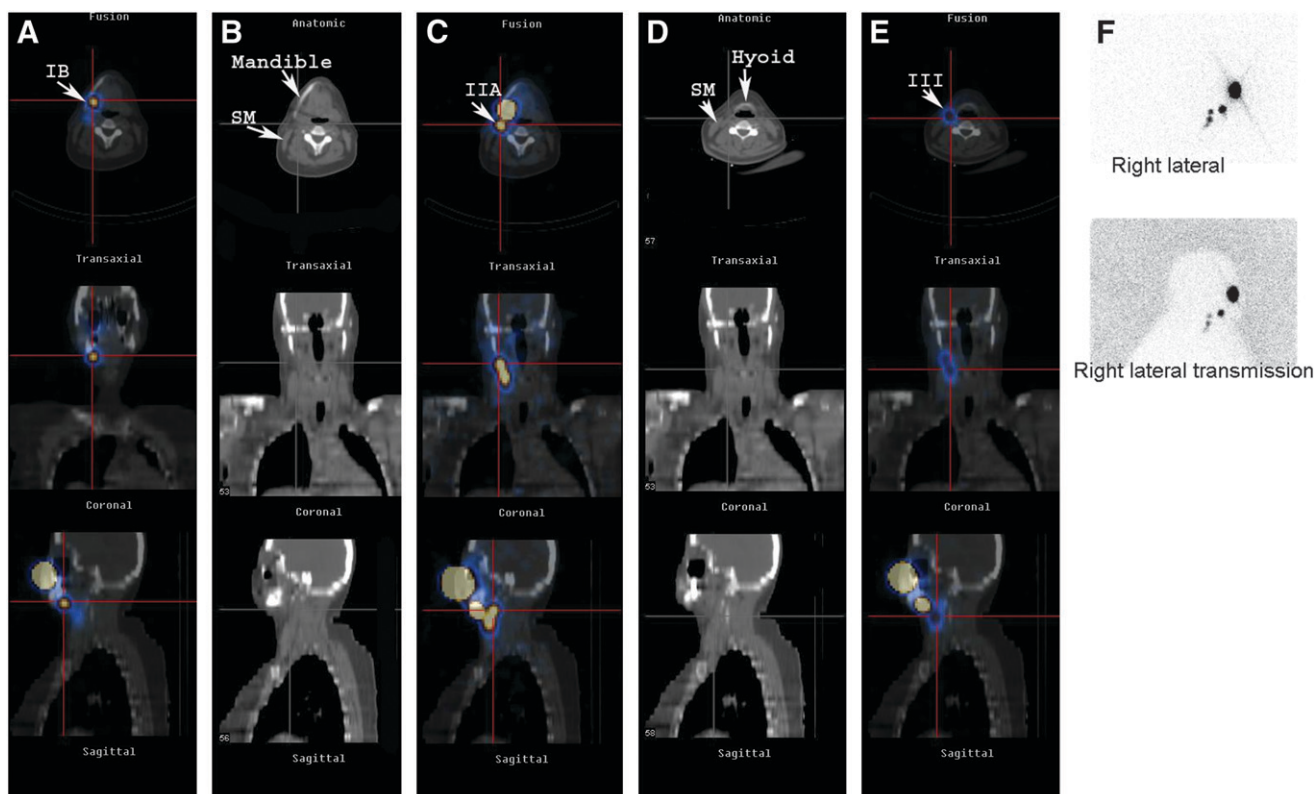 A
Fusion
IB
Transaxial
Coronal
Sagittal
B
Anatomic
Mandible
SM
Transaxial
53
Coronal
56
Sagittal
C
Fusion
IIA
Transaxial
Coronal
Sagittal
D
Anatomic
Hyoid
SM
57
Transaxial
53
Coronal
58
Sagittal
E
Fusion
III
Transaxial
Coronal
Sagittal
F
Right lateral
Right lateral transmission